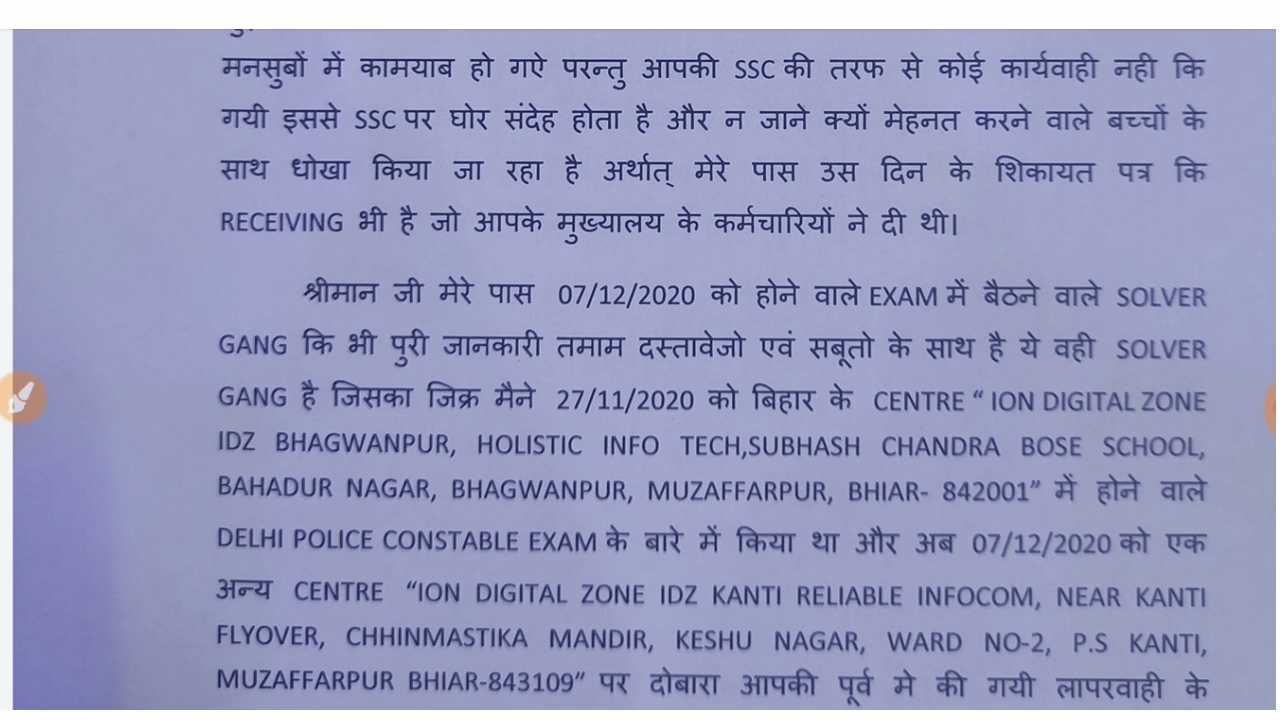 मनसुबों में कामयाब हो गऐ परन्तु आपकी SSC की तरफ से कोई कार्यवाही नही कि
गयी इससे SSC पर घोर संदेह होता है और न जाने क्यों मेहनत करने वाले बच्चों के
साथ धोखा किया जा रहा है अर्थात् मेरे पास उस दिन के शिकायत पत्र कि
RECEIVING भी है जो आपके मुख्यालय के कर्मचारियों ने दी थी।
श्रीमान जी मेरे पास 07/12/2020 को होने वाले EXAM में बैठने वाले SOLVER
GANG कि भी पुरी जानकारी तमाम दस्तावेजो एवं सबूतो के साथ है ये वही SOLVER
GANG है जिसका जिक्र मैने 27/11/2020 को बिहार के CENTRE “ ION DIGITAL ZONE
IDZ BHAGWANPUR, HOLISTIC INFO TECH,SUBHASH CHANDRA BOSE SCHOOL,
BAHADUR NAGAR, BHAGWANPUR, MUZAFFARPUR, BHIAR- 842001” में होने वाले
DELHI POLICE CONSTABLE EXAM के बारे में किया था और अब 07/12/2020 को एक
अन्य CENTRE “ION DIGITAL ZONE IDZ KANTI RELIABLE INFOCOM, NEAR KANTI
FLYOVER, CHHINMASTIKA MANDIR, KESHU NAGAR, WARD NO-2, P.S KANTI,
MUZAFFARPUR BHIAR-843109” पर दोबारा आपकी पूर्व मे की गयी लापरवाही के